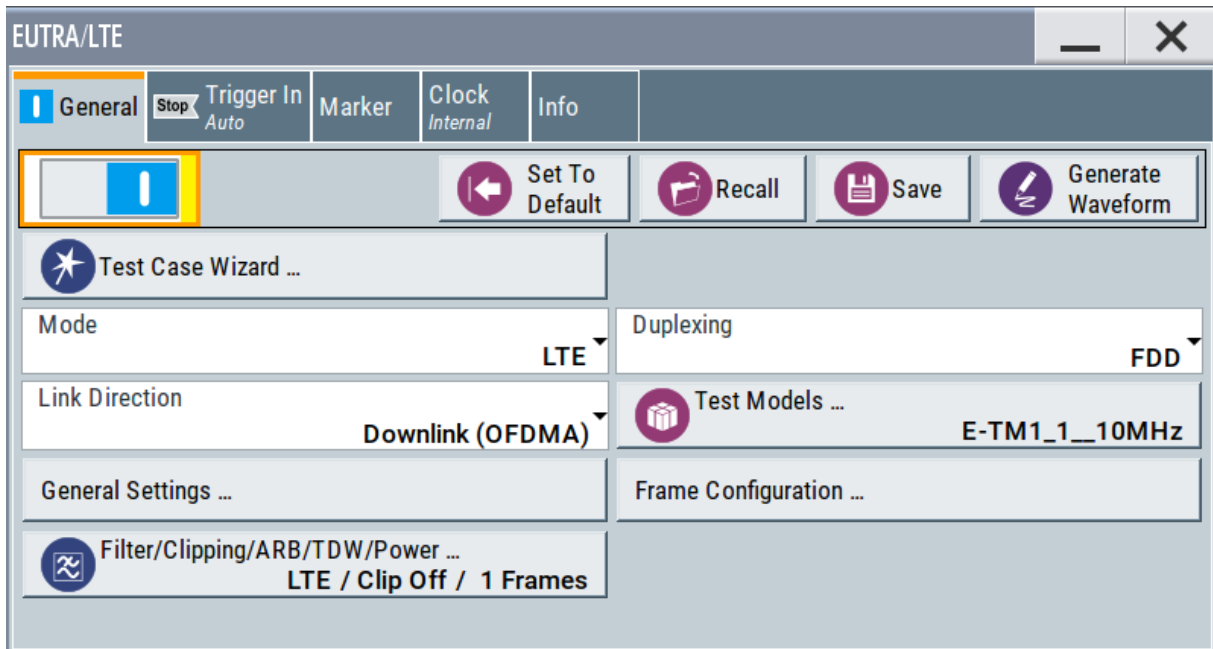 EUTRA/LTE
General
Stop
Trigger In
Auto
Marker
Clock
Internal
Info
Set To
Default
Recall
Save
Generate
Waveform
Test Case Wizard ...
Mode
LTE
Duplexing
FDD
Link Direction
Downlink (OFDMA)
Test Models ...
E-TM1_1__10MHz
General Settings ...
Frame Configuration ...
Filter/Clipping/ARB/TDW/Power ...
LTE / Clip Off / 1 Frames